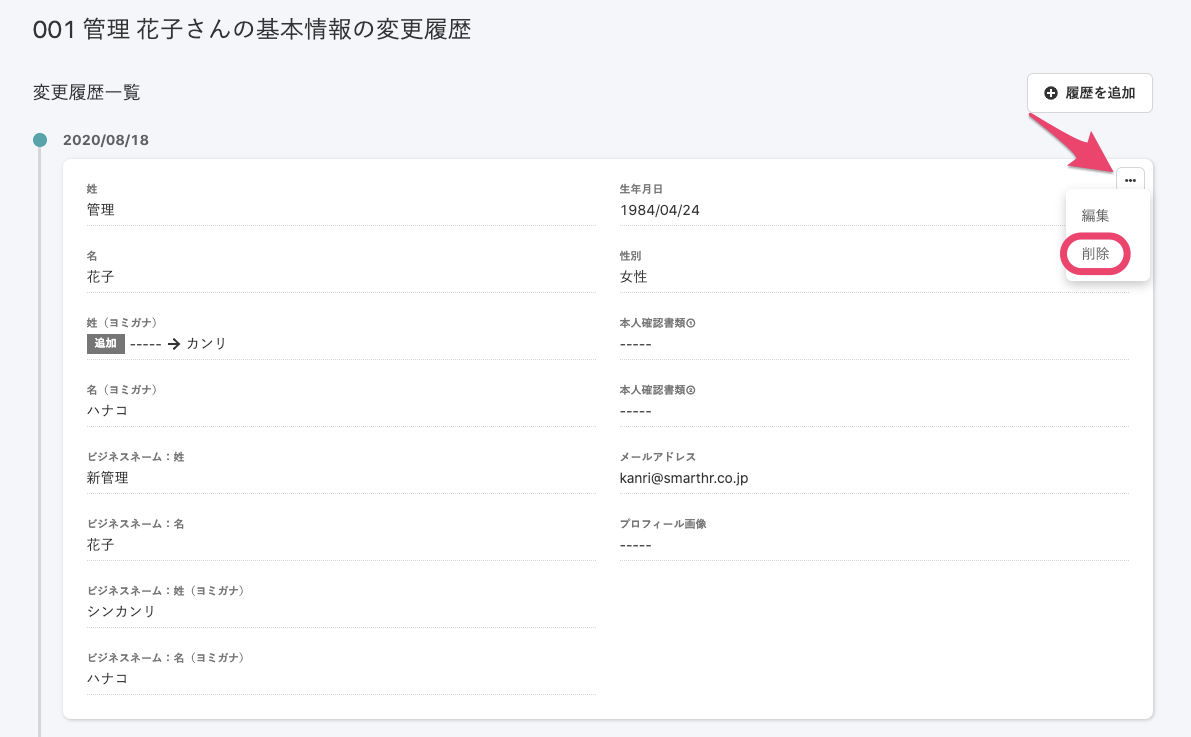 001 管理 花子さんの基本情報の変更履歴
変更履歴一覧
履歴を追加
2020/08/18
•••
編集
削除
姓
管理
名
花子
姓（ヨミガナ）
追加 ----- → カンリ
名（ヨミガナ）
ハナコ
ビジネスネーム：姓
新管理
ビジネスネーム：名
花子
ビジネスネーム：姓（ヨミガナ）
シンカンリ
ビジネスネーム：名（ヨミガナ）
ハナコ
生年月日
1984/04/24
性別
女性
本人確認書類①
-----
本人確認書類②
-----
メールアドレス
kanri@smarthr.co.jp
プロフィール画像
-----